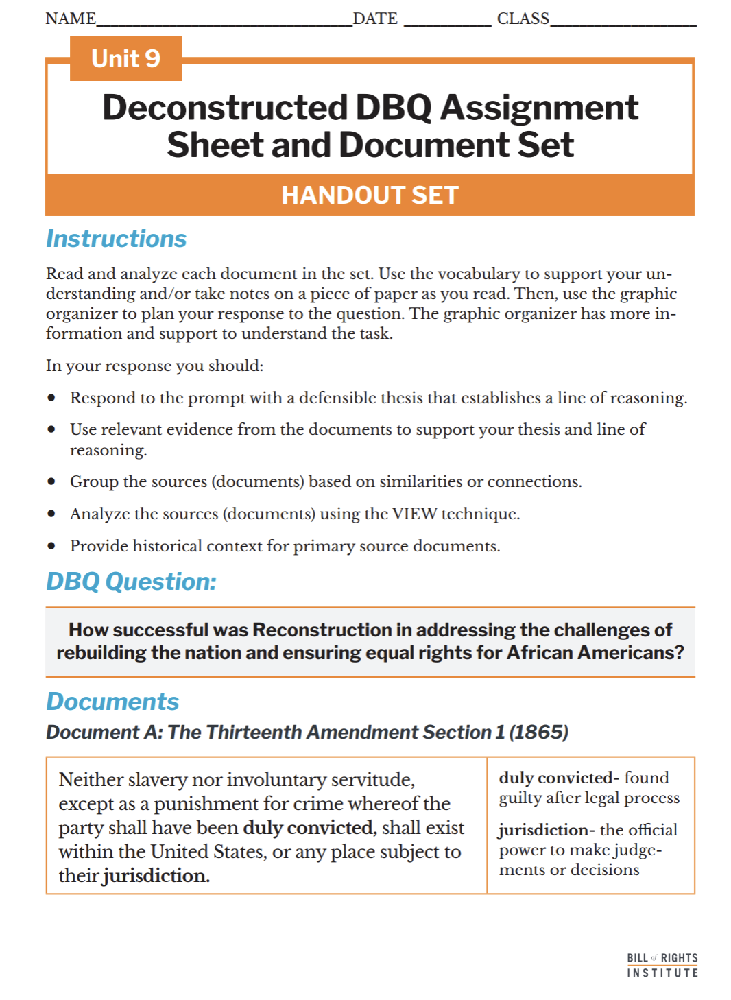 NAME___________________________________DATE ____________ CLASS____________________
Unit 9
Deconstructed DBQ Assignment
Sheet and Document Set
HANDOUT SET
Instructions
Read and analyze each document in the set. Use the vocabulary to support your un-
derstanding and/or take notes on a piece of paper as you read. Then, use the graphic
organizer to plan your response to the question. The graphic organizer has more in-
formation and support to understand the task.
In your response you should:
• Respond to the prompt with a defensible thesis that establishes a line of reasoning.
• Use relevant evidence from the documents to support your thesis and line of
reasoning.
• Group the sources (documents) based on similarities or connections.
• Analyze the sources (documents) using the VIEW technique.
• Provide historical context for primary source documents.
DBQ Question:
How successful was Reconstruction in addressing the challenges of
rebuilding the nation and ensuring equal rights for African Americans?
Documents
Document A: The Thirteenth Amendment Section 1 (1865)
Neither slavery nor involuntary servitude,
except as a punishment for crime whereof the
party shall have been duly convicted, shall exist
within the United States, or any place subject to
their jurisdiction.
duly convicted- found
guilty after legal process
jurisdiction- the official
power to make judge-
ments or decisions
BILL of RIGHTS
INSTITUTE